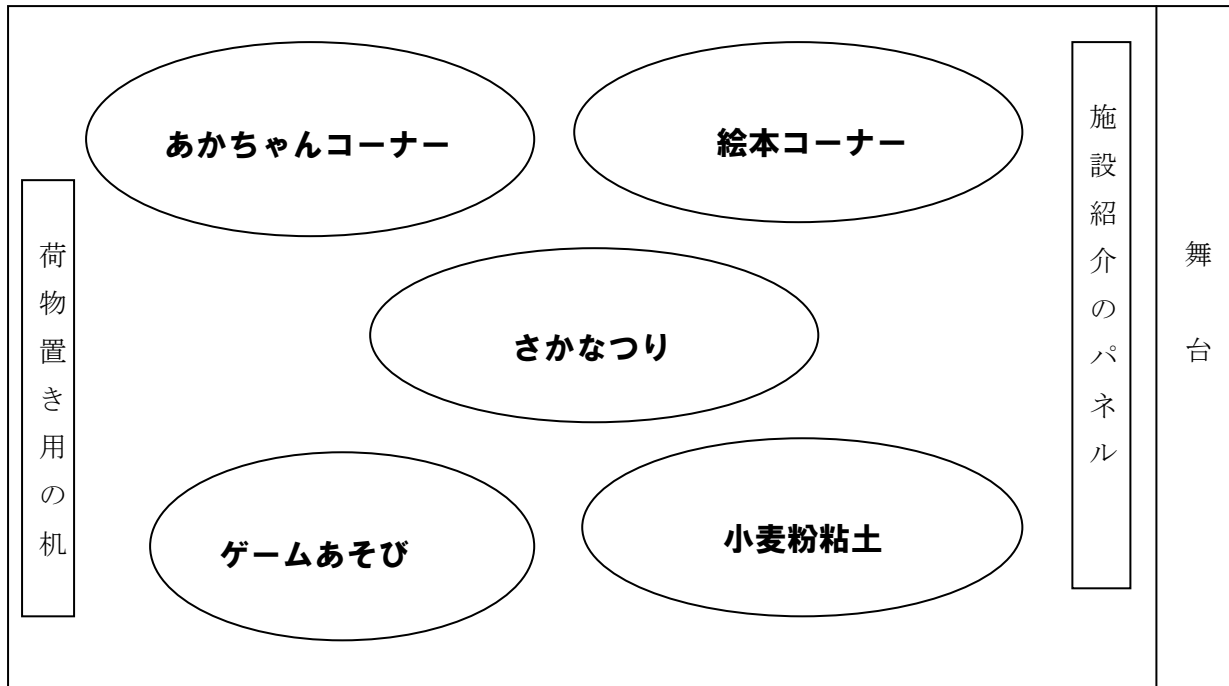 あかちゃんコーナー
絵本コーナー
さかなつり
ゲームあそび
小麦粉粘土
荷物置き用の机
施設紹介のパネル
舞台